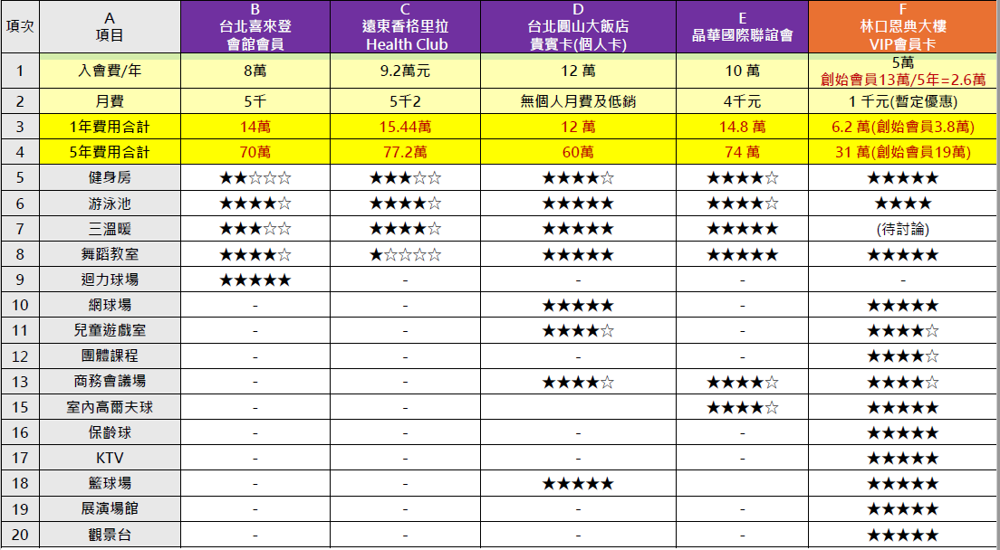 項次 A 項目 B 台北喜來登 會館會員 C 遠東香格里拉 Health Club D 台北圓山大飯店 貴賓卡(個人卡) E 晶華國際聯誼會 F 林口恩典大樓 VIP會員卡
1 入會費/年 8萬 9.2萬元 12 萬 10 萬 5萬 創始會員13萬/5年=2.6萬
2 月費 5千 5千2 無個人月費及低銷 4千元 1 千元(暫定優惠)
3 1年費用合計 14萬 15.44萬 12 萬 14.8 萬 6.2 萬(創始會員3.8萬)
4 5年費用合計 70萬 77.2萬 60萬 74 萬 31 萬(創始會員19萬)
5 健身房 ★★☆☆☆ ★★★☆☆ ★★★★☆ ★★★★☆ ★★★★★
6 游泳池 ★★★★☆ ★★★★☆ ★★★★★ ★★★★☆ ★★★★
7 三溫暖 ★★★☆☆ ★★★★☆ ★★★★★ ★★★★★ (待討論)
8 舞蹈教室 ★★★★☆ ★☆☆☆☆ ★★★★★ ★★★★★ ★★★★★
9 迴力球場 ★★★★★ - - - -
10 網球場 - - ★★★★★ - ★★★★★
11 兒童遊戲室 - - ★★★★☆ - ★★★★☆
12 團體課程 - - - - ★★★★☆
13 商務會議場 - - ★★★★☆ ★★★★☆ ★★★★☆
15 室內高爾夫球 - - ★★★★☆ ★★★★★
16 保齡球 - - - - ★★★★★
17 KTV - - - - ★★★★★
18 籃球場 - - ★★★★★ ★★★★★
19 展演場館 - - - - ★★★★★
20 觀景台 - - - - ★★★★★